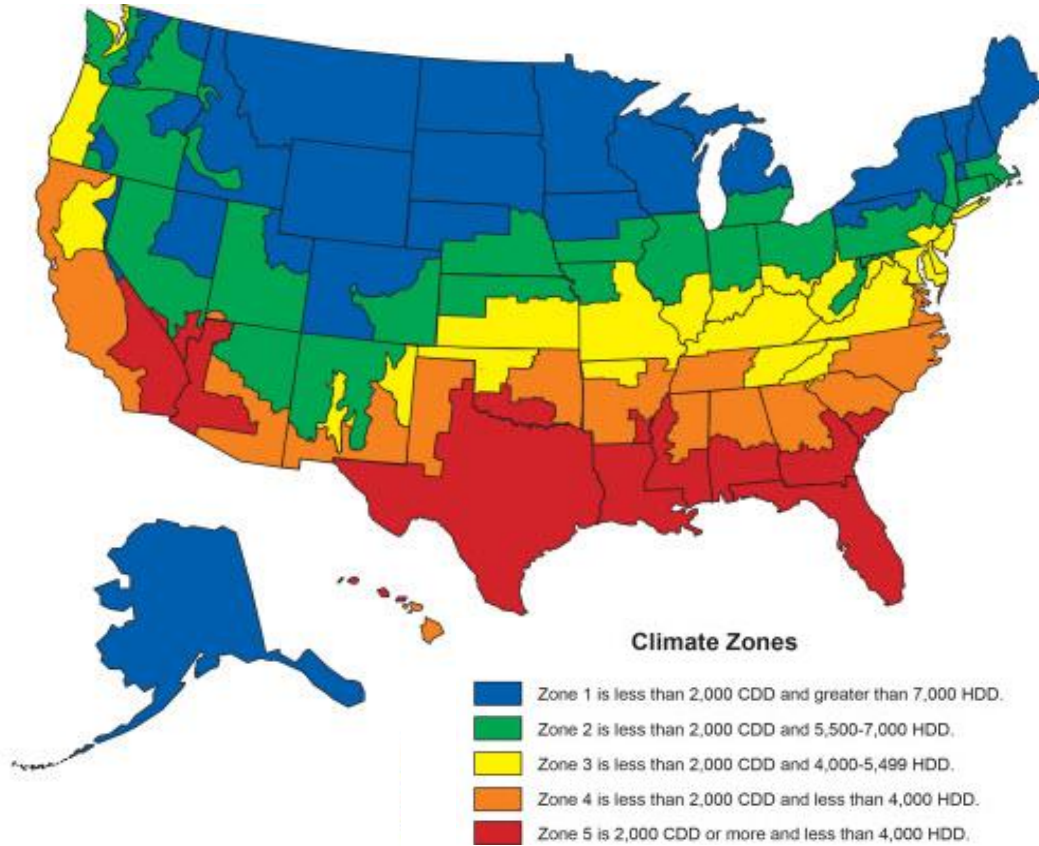 Climate Zones
Zone 1 is less than 2,000 CDD and greater than 7,000 HDD.
Zone 2 is less than 2,000 CDD and 5,500-7,000 HDD.
Zone 3 is less than 2,000 CDD and 4,000-5,499 HDD.
Zone 4 is less than 2,000 CDD and less than 4,000 HDD.
Zone 5 is 2,000 CDD or more and less than 4,000 HDD.